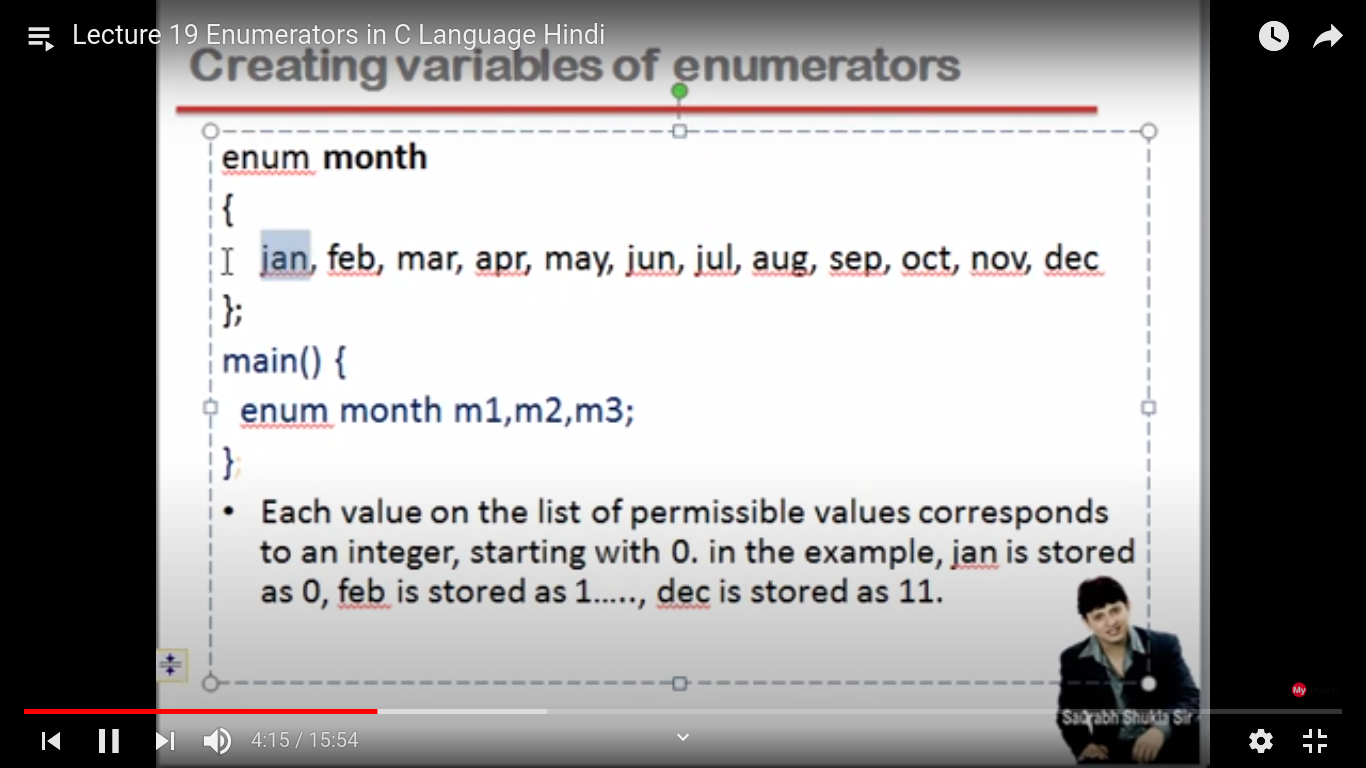 Lecture 19 Enumerators in C Language Hindi
Creating variables of enumerators
enum month
{
jan, feb, mar, apr, may, jun, jul, aug, sep, oct, nov, dec
};
main() {
enum month m1,m2,m3;
};
• Each value on the list of permissible values corresponds
to an integer, starting with 0. in the example, jan is stored
as 0, feb is stored as 1....., dec is stored as 11.
My
Saurabh Shukla Sir
4:15 / 15:54